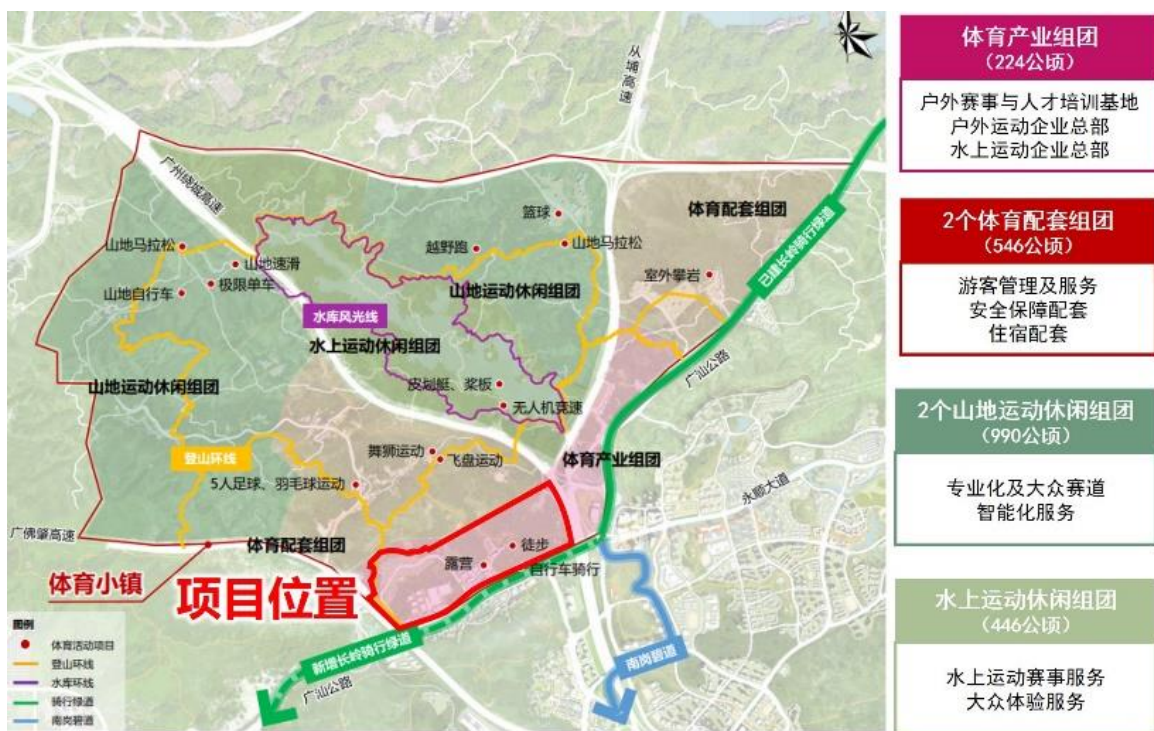 从埔高速
广州绕城高速
篮球
体育配套组团
山地马拉松
越野跑
山地马拉松
山地速滑
室外攀岩
已建长岭骑行绿道
极限单车
山地自行车
山地运动休闲组团
水库风光线
水上运动休闲组团
广汕公路
皮划艇、桨板
山地运动休闲组团
无人机竞速
舞狮运动
登山环线
飞盘运动
体育产业组团
5人足球、羽毛球运动
永顺大道
广佛肇高速
体育配套组团
徒步
露营
自行车骑行
体育小镇
项目位置
新增长岭骑行绿道
南岗碧道
广汕公路
图例
体育活动项目
登山环线
水库环线
骑行绿道
南岗碧道
体育产业组团
(224公顷)
户外赛事与人才培训基地
户外运动企业总部
水上运动企业总部
2个体育配套组团
(546公顷)
游客管理及服务
安全保障配套
住宿配套
2个山地运动休闲组团
(990公顷)
专业化及大众赛道
智能化服务
水上运动休闲组团
(446公顷)
水上运动赛事服务
大众体验服务